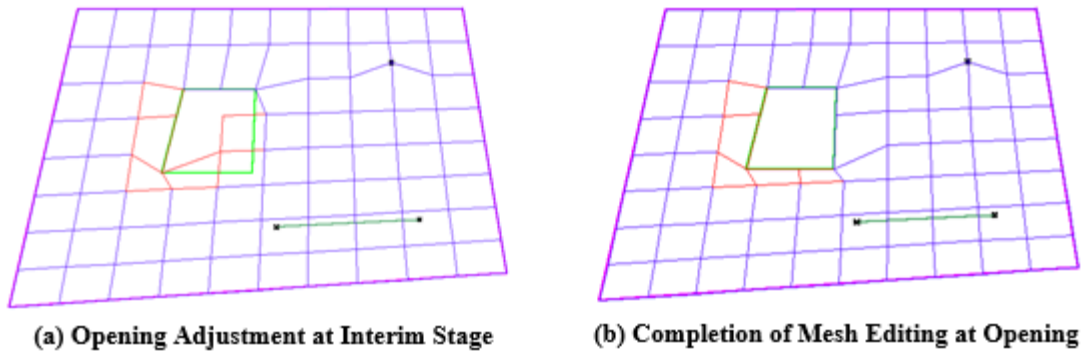 (a) Opening Adjustment at Interim Stage
(b) Completion of Mesh Editing at Opening